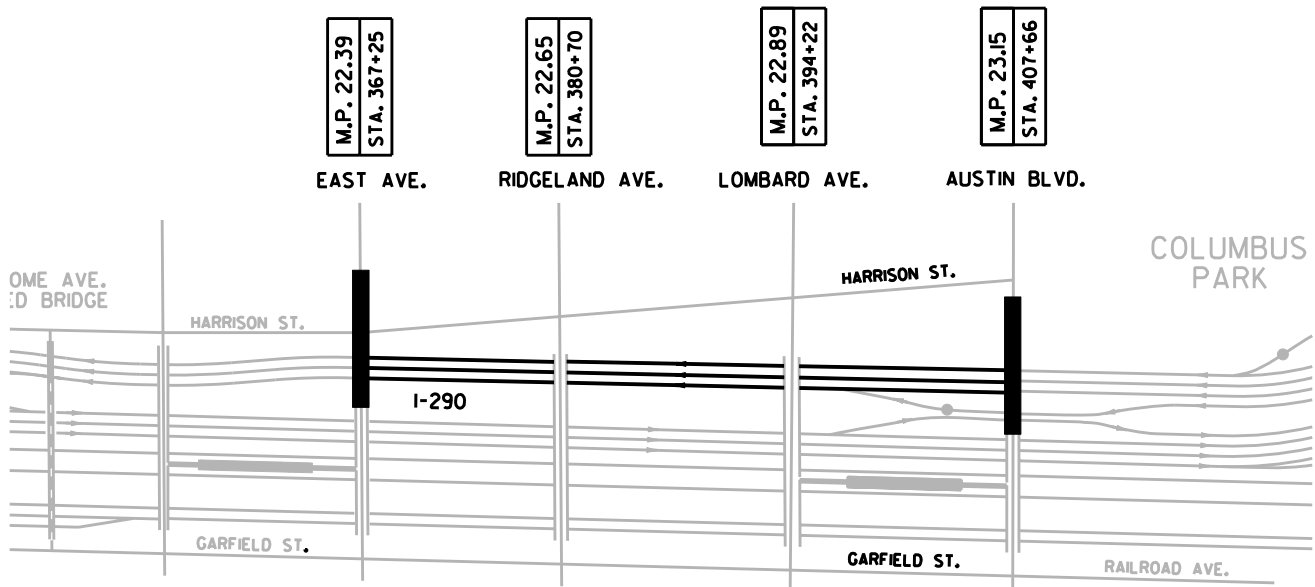 M.P. 22.39
STA. 367+25
M.P. 22.65
STA. 380+70
M.P. 22.89
STA. 394+22
M.P. 23.15
STA. 407+66
EAST AVE.
RIDGELAND AVE.
LOMBARD AVE.
AUSTIN BLVD.
COLUMBUS
PARK
OME AVE.
ED BRIDGE
HARRISON ST.
HARRISON ST.
I-290
GARFIELD ST.
GARFIELD ST.
RAILROAD AVE.